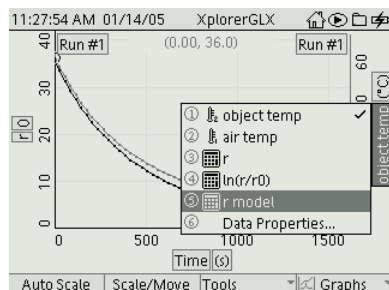 11:27:54 AM 01/14/05 XplorerGLX
Run #1 (0.00, 36.0) Run #1
40
30
20
10
0
r 0
60
0
(°C)
object temp
① object temp ✓
② air temp
③ r
④ ln(r/r0)
⑤ r model
⑥ Data Properties...
0 500 1000 1500
Time (s)
Auto Scale Scale/Move Tools Graphs